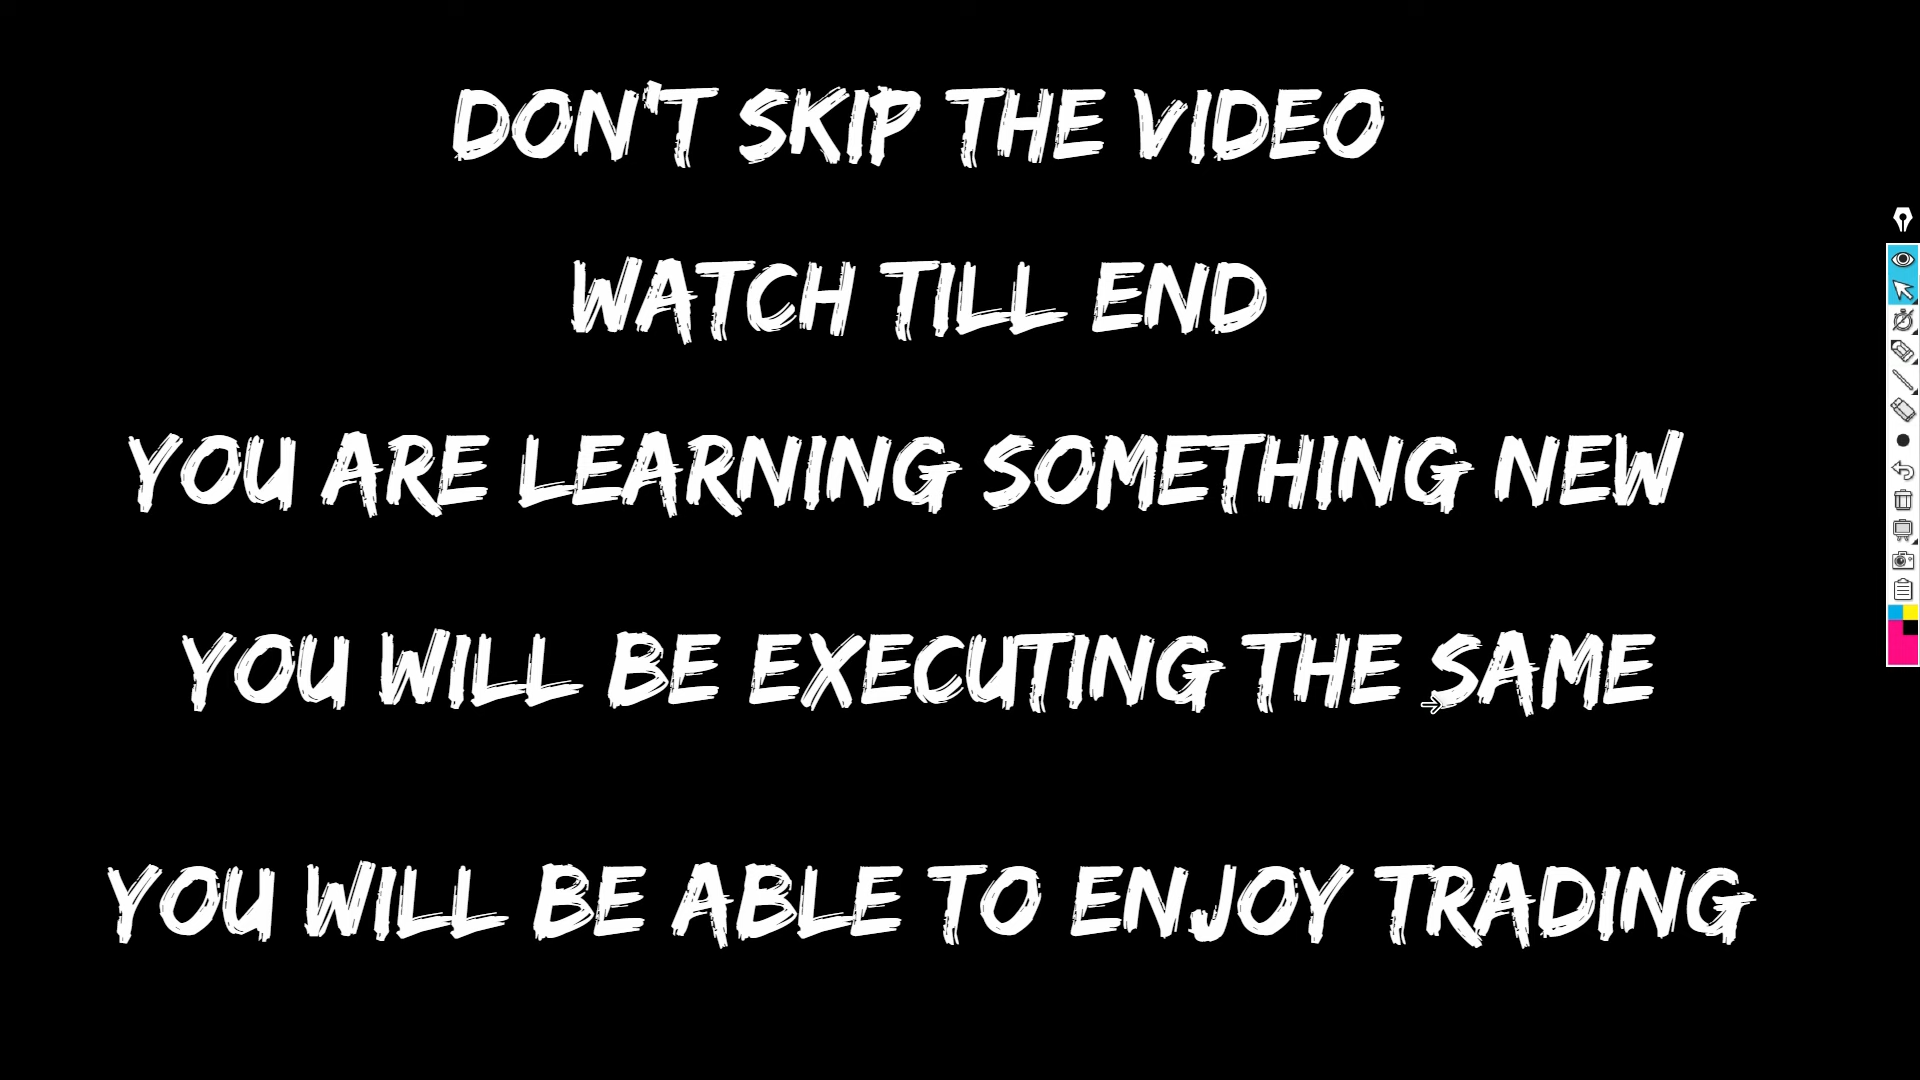 DON'T SKIP THE VIDEO
WATCH TILL END
YOU ARE LEARNING SOMETHING NEW
YOU WILL BE EXECUTING THE SAME
YOU WILL BE ABLE TO ENJOY TRADING